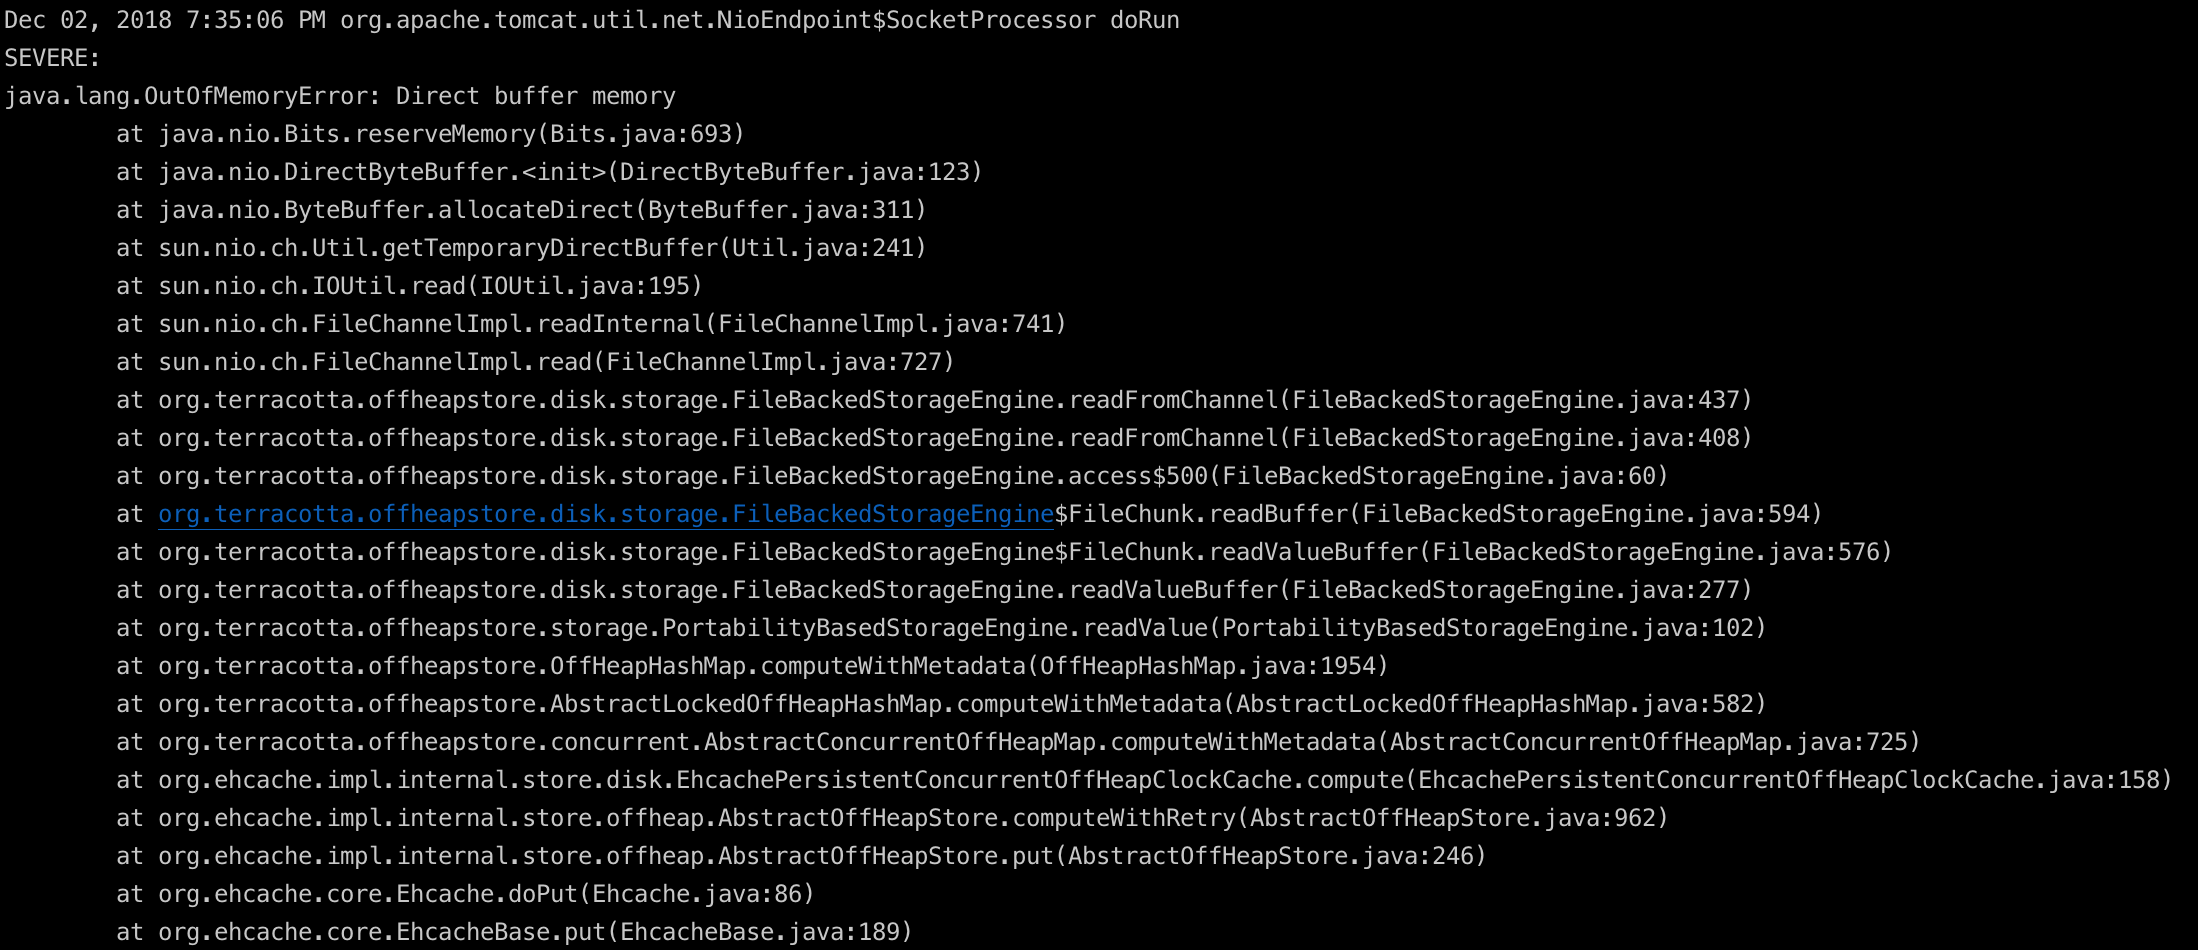 Dec 02, 2018 7:35:06 PM org.apache.tomcat.util.net.NioEndpoint$SocketProcessor doRun
SEVERE:
java.lang.OutOfMemoryError: Direct buffer memory
at java.nio.Bits.reserveMemory(Bits.java:693)
at java.nio.DirectByteBuffer.<init>(DirectByteBuffer.java:123)
at java.nio.ByteBuffer.allocateDirect(ByteBuffer.java:311)
at sun.nio.ch.Util.getTemporaryDirectBuffer(Util.java:241)
at sun.nio.ch.IOUtil.read(IOUtil.java:195)
at sun.nio.ch.FileChannelImpl.readInternal(FileChannelImpl.java:741)
at sun.nio.ch.FileChannelImpl.read(FileChannelImpl.java:727)
at org.terracotta.offheapstore.disk.storage.FileBackedStorageEngine.readFromChannel(FileBackedStorageEngine.java:437)
at org.terracotta.offheapstore.disk.storage.FileBackedStorageEngine.readFromChannel(FileBackedStorageEngine.java:408)
at org.terracotta.offheapstore.disk.storage.FileBackedStorageEngine.access$500(FileBackedStorageEngine.java:60)
at org.terracotta.offheapstore.disk.storage.FileBackedStorageEngine$FileChunk.readBuffer(FileBackedStorageEngine.java:594)
at org.terracotta.offheapstore.disk.storage.FileBackedStorageEngine$FileChunk.readValueBuffer(FileBackedStorageEngine.java:576)
at org.terracotta.offheapstore.disk.storage.FileBackedStorageEngine.readValueBuffer(FileBackedStorageEngine.java:277)
at org.terracotta.offheapstore.storage.PortabilityBasedStorageEngine.readValue(PortabilityBasedStorageEngine.java:102)
at org.terracotta.offheapstore.OffHeapHashMap.computeWithMetadata(OffHeapHashMap.java:1954)
at org.terracotta.offheapstore.AbstractLockedOffHeapHashMap.computeWithMetadata(AbstractLockedOffHeapHashMap.java:582)
at org.terracotta.offheapstore.concurrent.AbstractConcurrentOffHeapMap.computeWithMetadata(AbstractConcurrentOffHeapMap.java:725)
at org.ehcache.impl.internal.store.disk.EhcachePersistentConcurrentOffHeapClockCache.compute(EhcachePersistentConcurrentOffHeapClockCache.java:158)
at org.ehcache.impl.internal.store.offheap.AbstractOffHeapStore.computeWithRetry(AbstractOffHeapStore.java:962)
at org.ehcache.impl.internal.store.offheap.AbstractOffHeapStore.put(AbstractOffHeapStore.java:246)
at org.ehcache.core.Ehcache.doPut(Ehcache.java:86)
at org.ehcache.core.EhcacheBase.put(EhcacheBase.java:189)